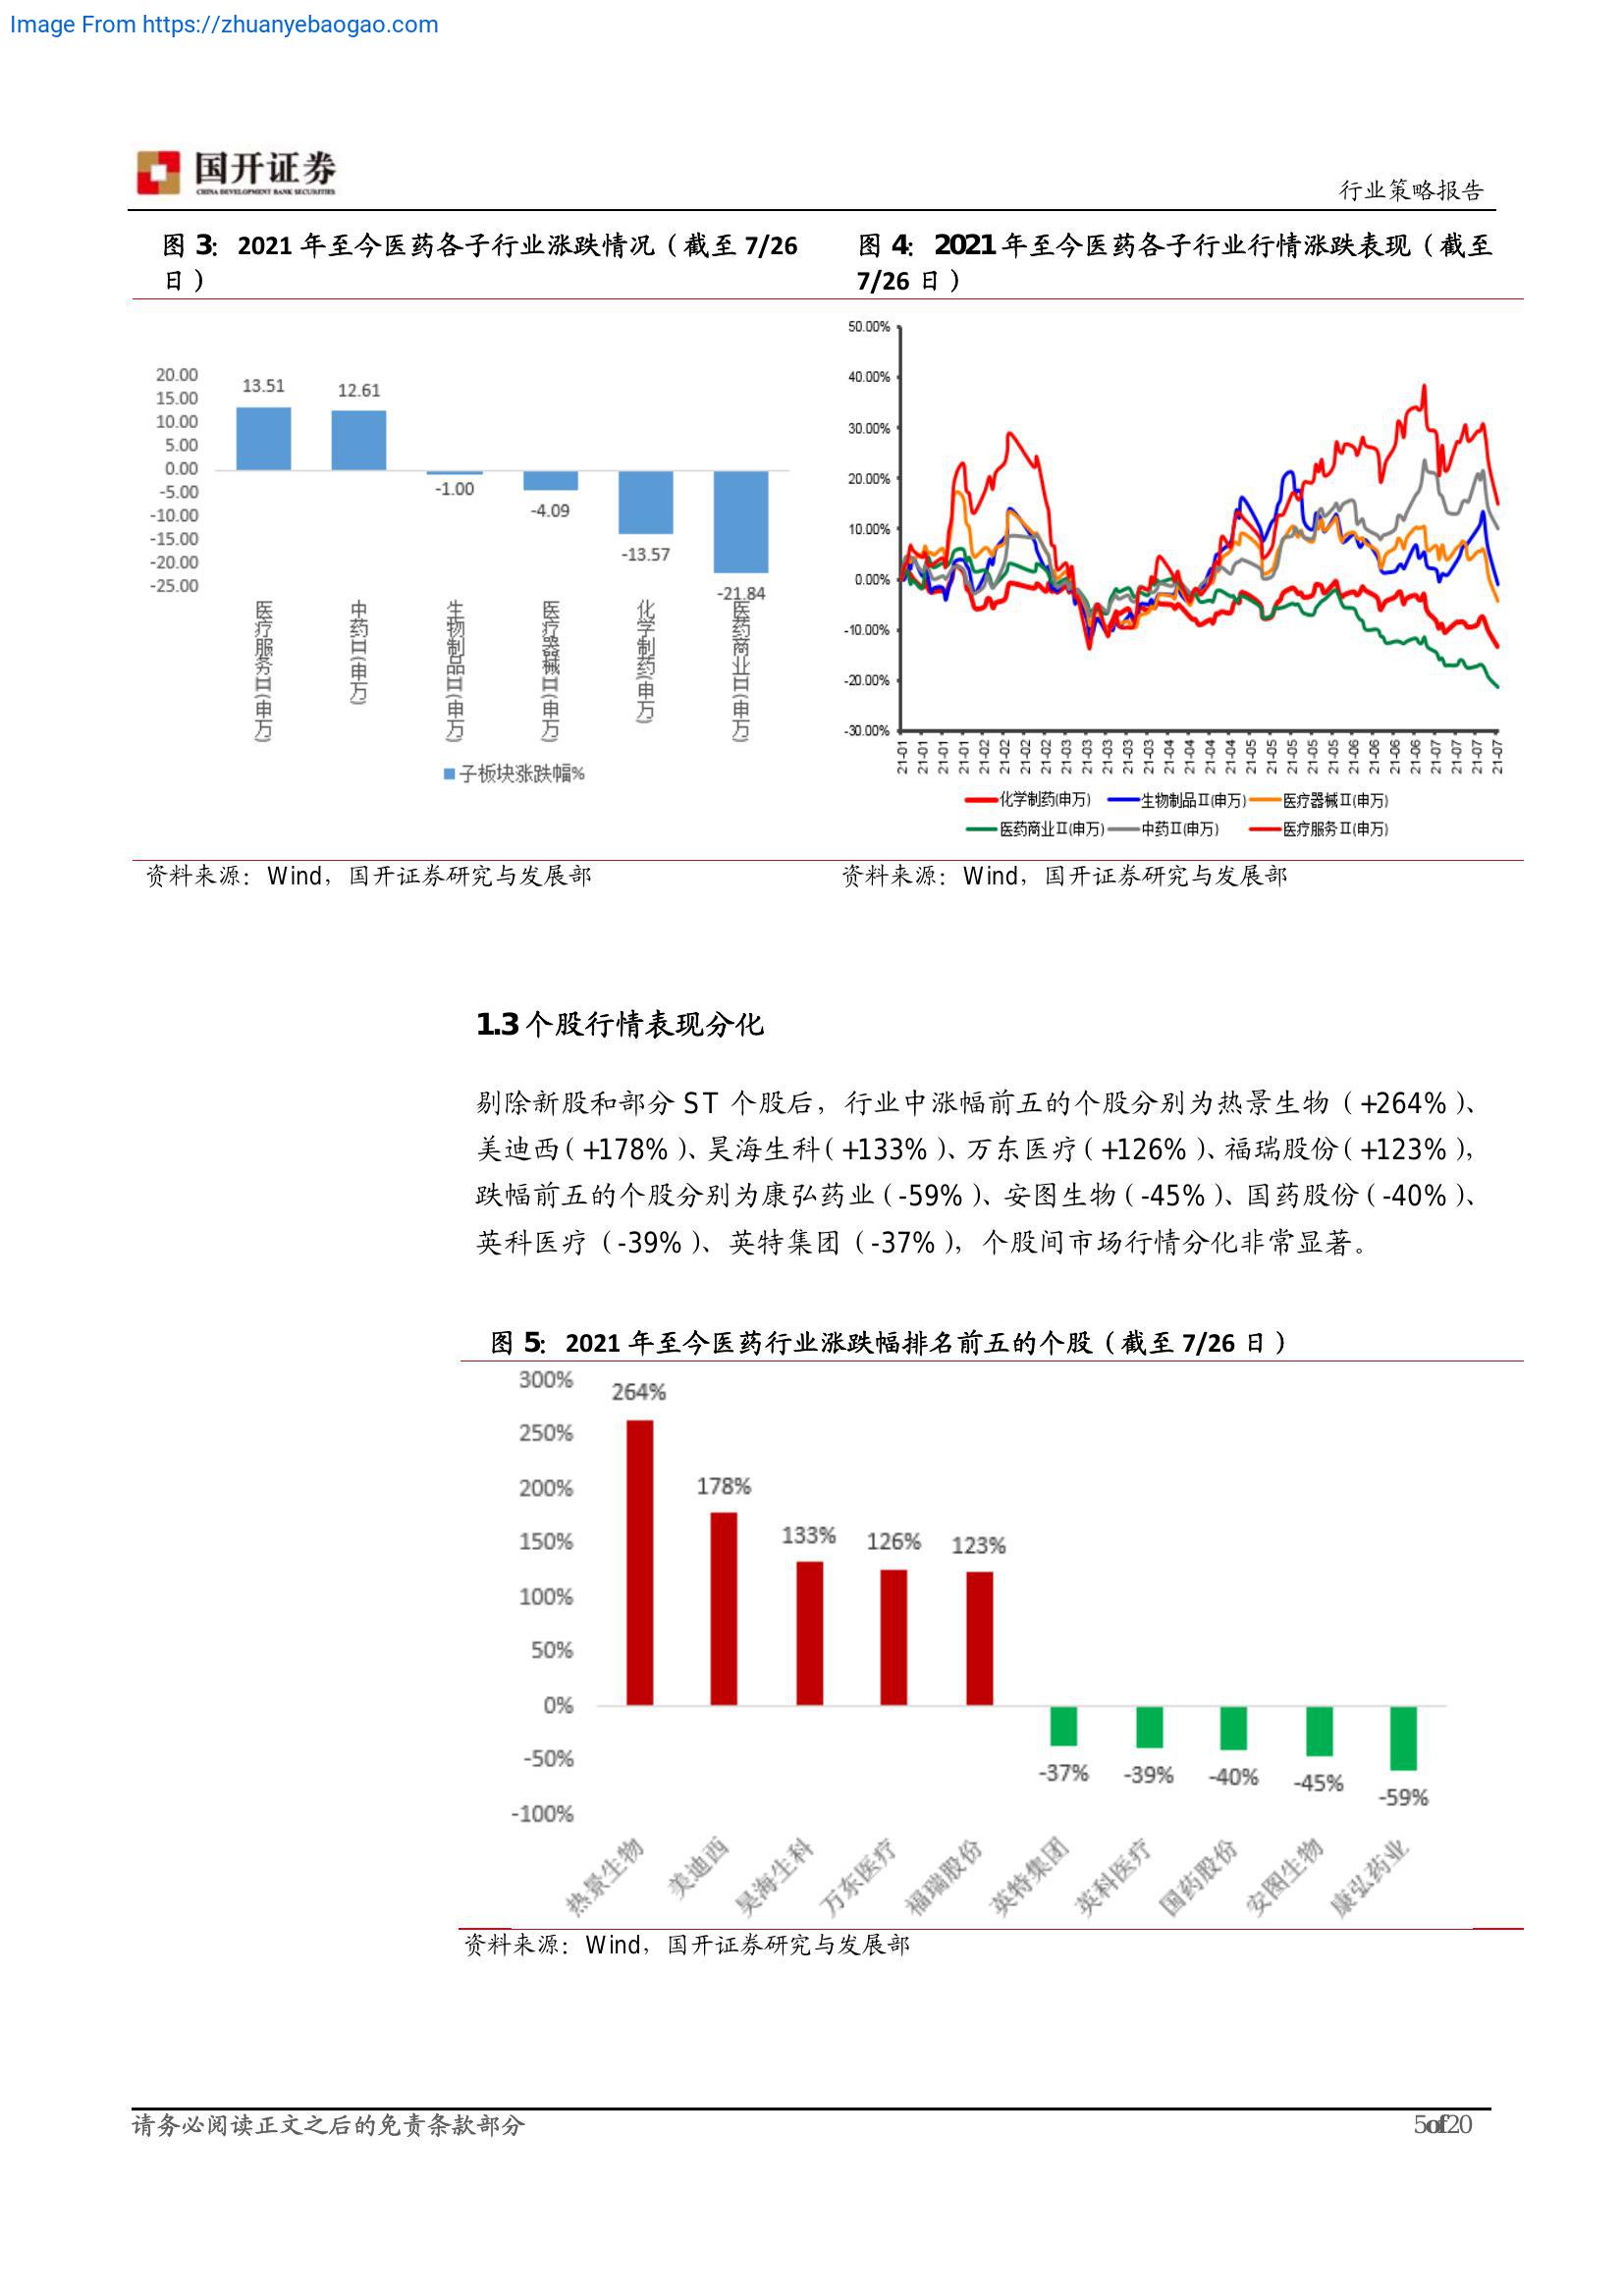 Image From https://zhuanyebaogao.com
国开证券
CHINA DEVELOPMENT BANK SECURITIES
行业策略报告
图 3： 2021 年至今医药各子行业涨跌情况（截至 7/26
日）
20.00
15.00
10.00
5.00
0.00
-5.00
-10.00
-15.00
-20.00
-25.00
13.51
12.61
-1.00
-4.09
-13.57
-21.84
医疗服务II(申万)
中药II(申万)
生物制品II(申万)
医疗器械II(申万)
化学制药(申万)
医药商业II(申万)
子板块涨跌幅%
资料来源：Wind，国开证券研究与发展部
图 4： 2021 年至今医药各子行业行情涨跌表现（截至
7/26 日）
50.00%
40.00%
30.00%
20.00%
10.00%
0.00%
-10.00%
-20.00%
-30.00%
21-01 21-01 21-01 21-01 21-02 21-02 21-02 21-02 21-03 21-03 21-03 21-03 21-03 21-04 21-04 21-04 21-04 21-05 21-05 21-05 21-05 21-06 21-06 21-06 21-06 21-07 21-07 21-07 21-07
化学制药(申万) 生物制品II(申万) 医疗器械II(申万)
医药商业II(申万) 中药II(申万) 医疗服务II(申万)
资料来源：Wind，国开证券研究与发展部
1.3 个股行情表现分化
剔除新股和部分 ST 个股后，行业中涨幅前五的个股分别为热景生物（+264%）、
美迪西（+178%）、昊海生科（+133%）、万东医疗（+126%）、福瑞股份（+123%），
跌幅前五的个股分别为康弘药业（-59%）、安图生物（-45%）、国药股份（-40%）、
英科医疗（-39%）、英特集团（-37%），个股间市场行情分化非常显著。
图 5： 2021 年至今医药行业涨跌幅排名前五的个股（截至 7/26 日）
300%
250%
200%
150%
100%
50%
0%
-50%
-100%
264%
178%
133%
126%
123%
-37%
-39%
-40%
-45%
-59%
热景生物
美迪西
昊海生科
万东医疗
福瑞股份
英特集团
英科医疗
国药股份
安图生物
康弘药业
资料来源：Wind，国开证券研究与发展部
请务必阅读正文之后的免责条款部分
5of20